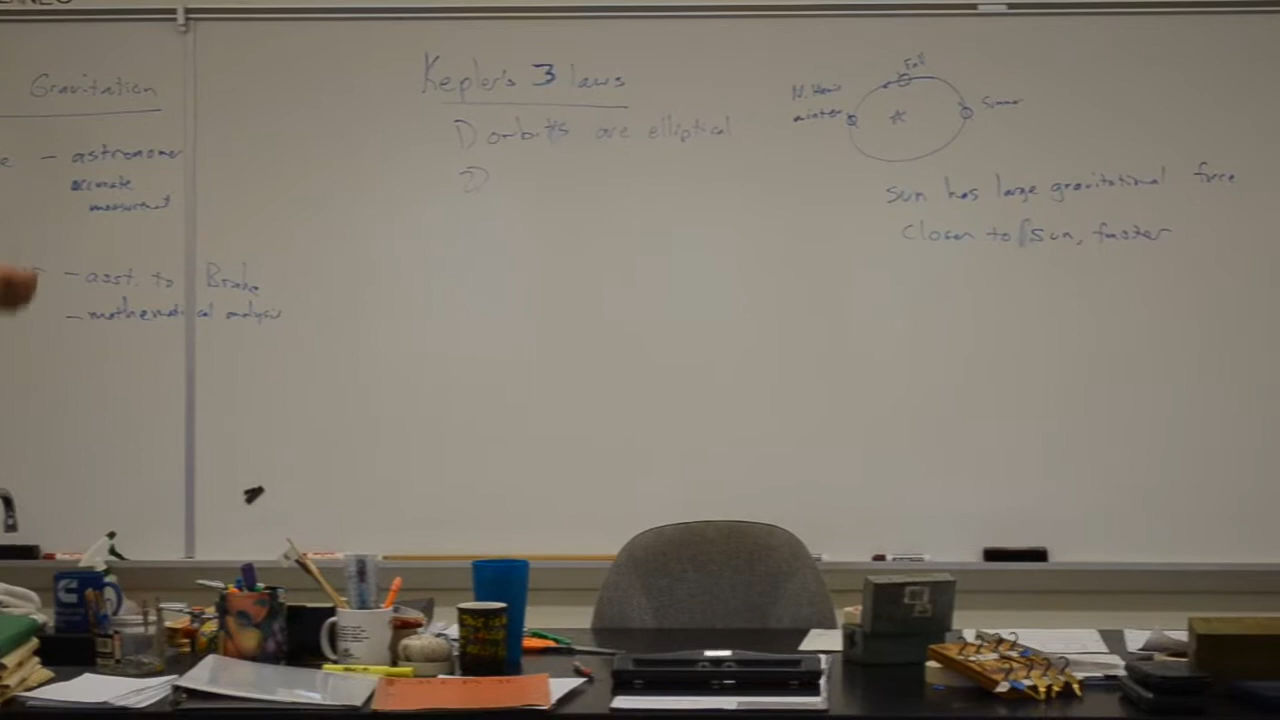 Gravitation
e - astronomer
accurate
measurement
- asst. to Brahe
- mathematical analysis
Kepler's 3 laws
1) orbits are elliptical
2)
Fall
N. Hemis
winter
Summer
sun has large gravitational force
Closer to sun, faster